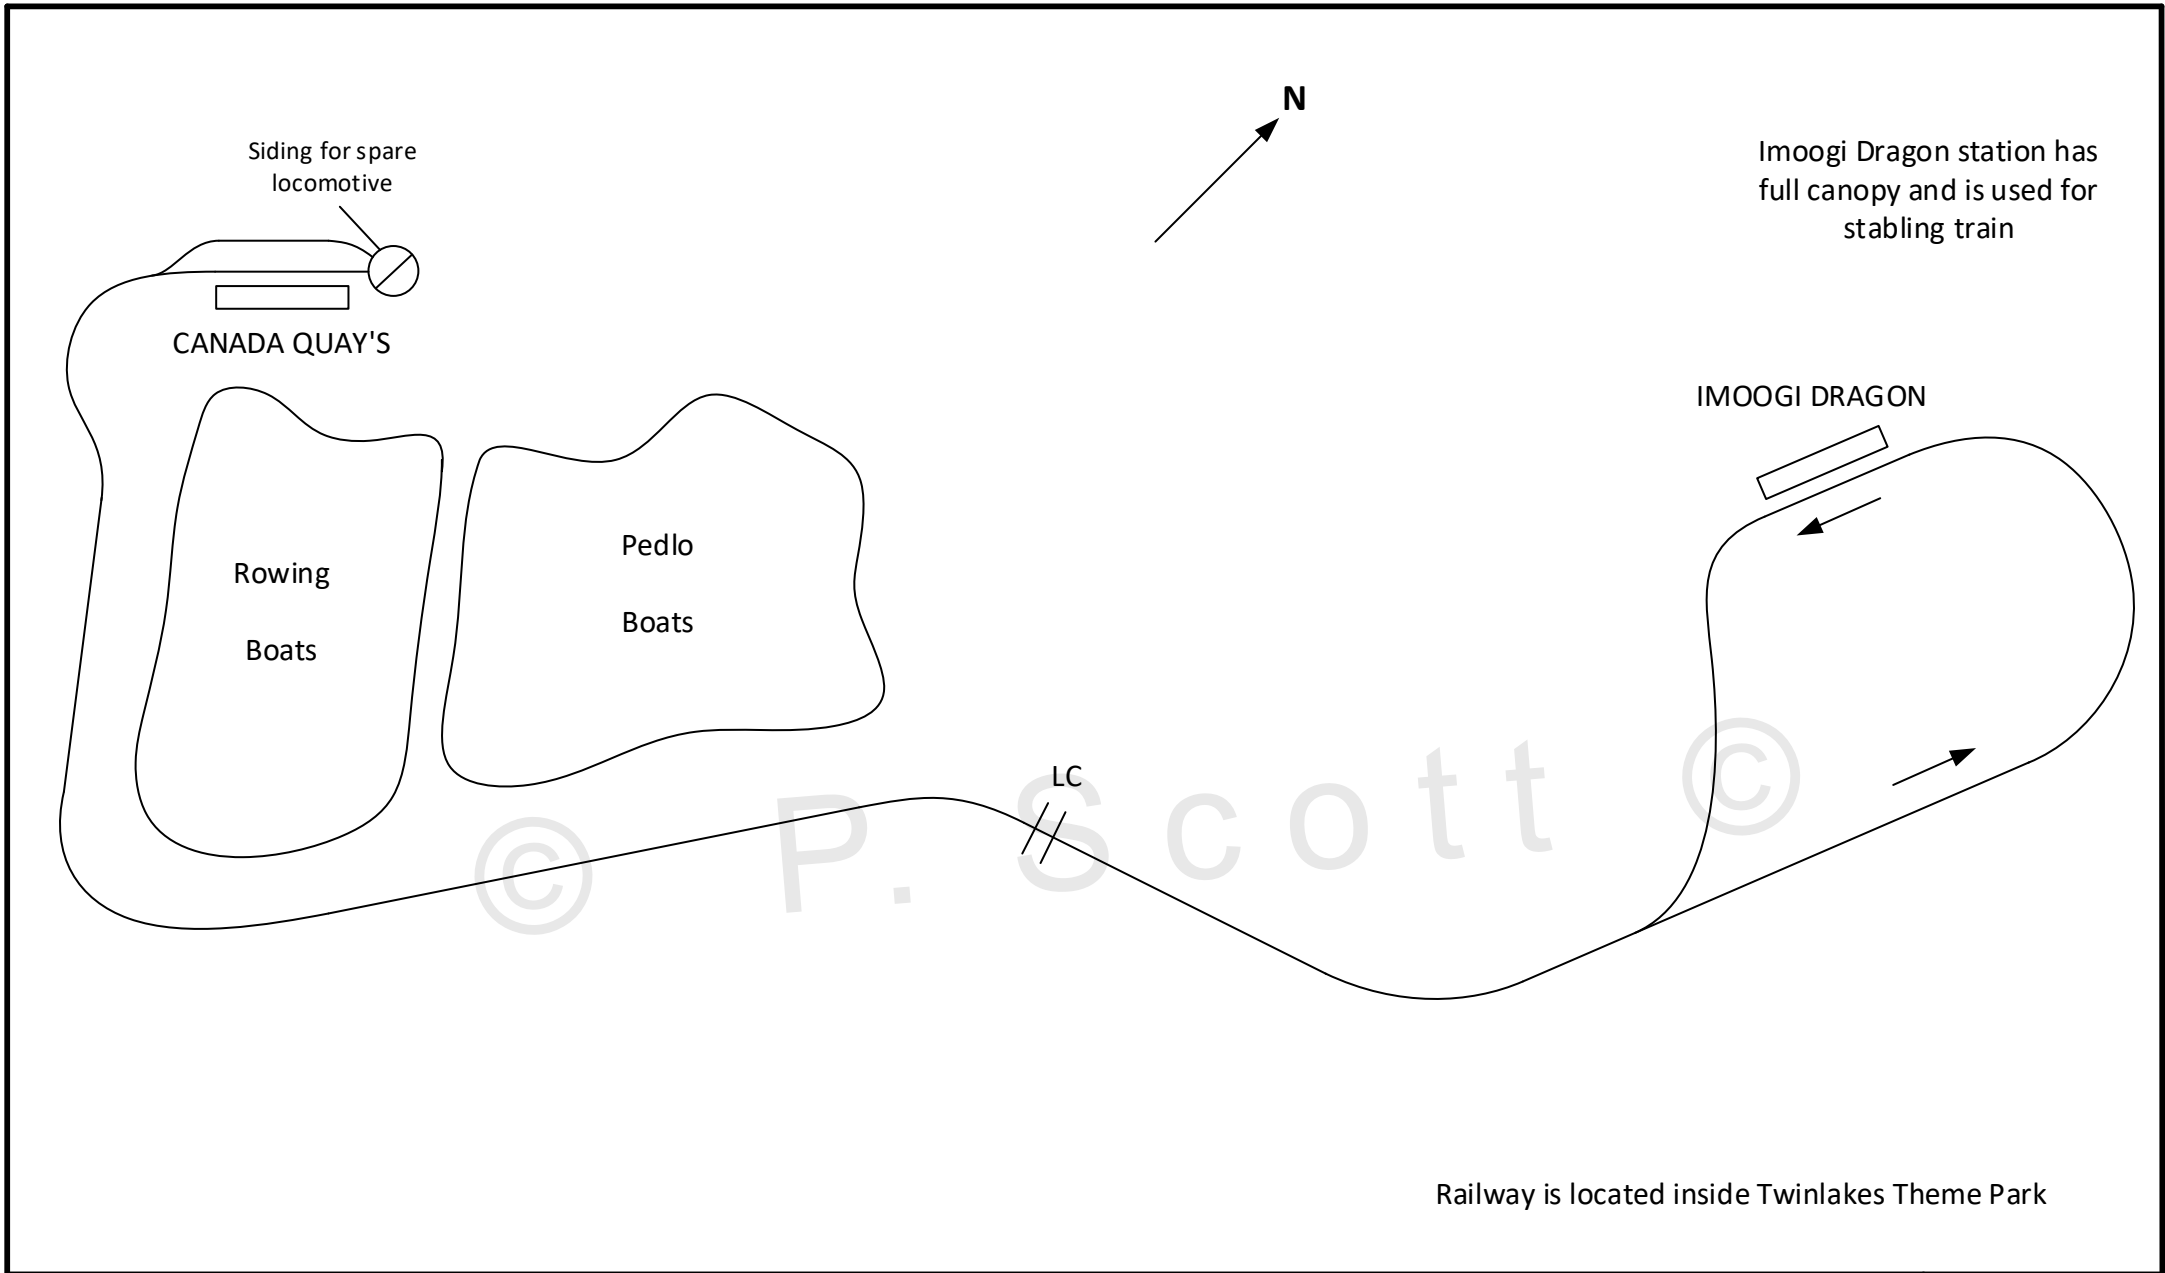 N
Siding for spare
locomotive
Imoogi Dragon station has
full canopy and is used for
stabling train
CANADA QUAY'S
IMOOGI DRAGON
Rowing
Boats
Pedlo
Boats
LC
© P. Scott ©
Railway is located inside Twinlakes Theme Park